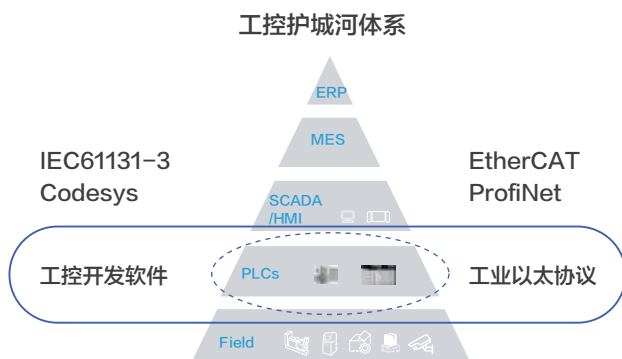 工控护城河体系
ERP
MES
IEC61131-3
Codesys
EtherCAT
ProfiNet
SCADA
/HMI
工控开发软件
PLCs
工业以太协议
Field